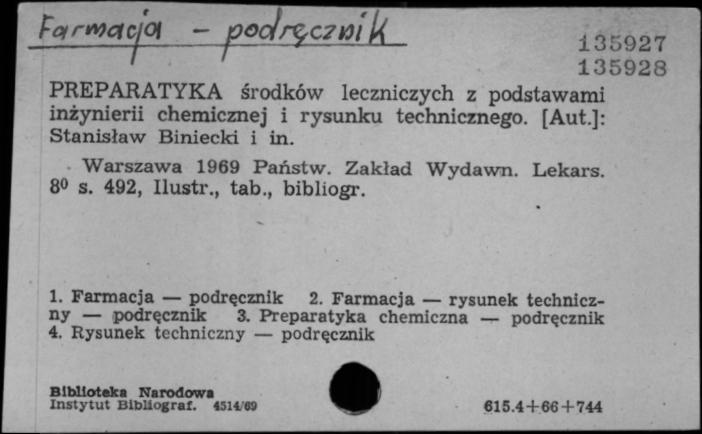 Farmacja - podręcznik
135927
135928
PREPARATYKA środków leczniczych z podstawami
inżynierii chemicznej i rysunku technicznego. [Aut.]:
Stanisław Biniecki i in.
Warszawa 1969 Państw. Zakład Wydawn. Lekars.
8⁰ s. 492, Ilustr., tab., bibliogr.
1. Farmacja — podręcznik 2. Farmacja — rysunek technicz-
ny — podręcznik 3. Preparatyka chemiczna — podręcznik
4. Rysunek techniczny — podręcznik
Biblioteka Narodowa
Instytut Bibliograf. 4514/69
615.4+66+744